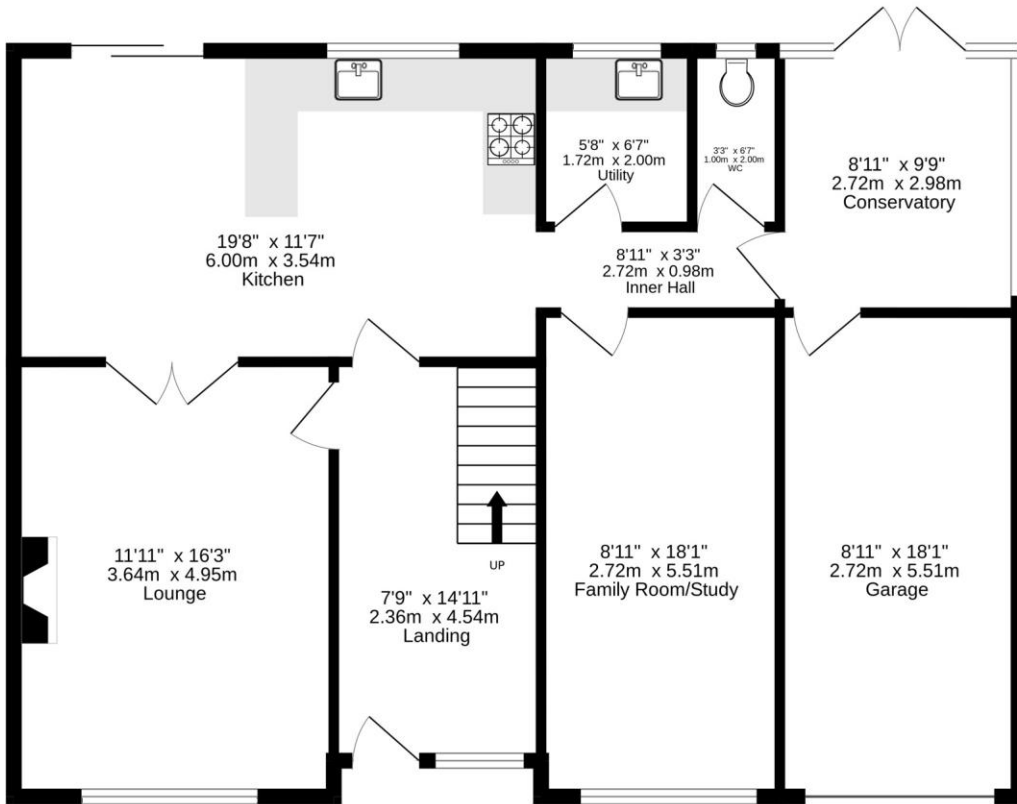 5'8" x 6'7"
1.72m x 2.00m
Utility
3'3" x 6'7"
1.00m x 2.00m
WC
8'11" x 9'9"
2.72m x 2.98m
Conservatory
19'8" x 11'7"
6.00m x 3.54m
Kitchen
8'11" x 3'3"
2.72m x 0.98m
Inner Hall
11'11" x 16'3"
3.64m x 4.95m
Lounge
UP
7'9" x 14'11"
2.36m x 4.54m
Landing
8'11" x 18'1"
2.72m x 5.51m
Family Room/Study
8'11" x 18'1"
2.72m x 5.51m
Garage